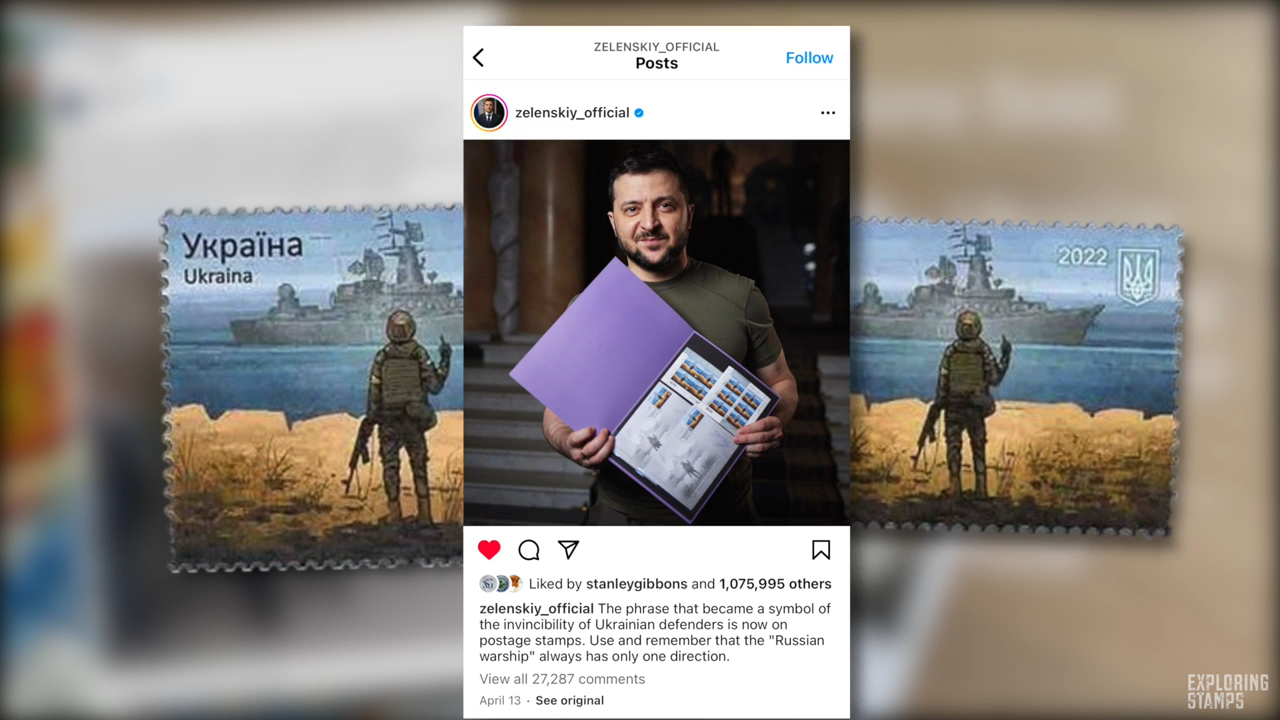 ZELENSKIY_OFFICIAL
Posts
Follow
zelenskiy_official
Україна
Ukraina
2022
Liked by stanleygibbons and 1,075,995 others
zelenskiy_official The phrase that became a symbol of
the invincibility of Ukrainian defenders is now on
postage stamps. Use and remember that the "Russian
warship" always has only one direction.
View all 27,287 comments
April 13 · See original
EXPLORING
STAMPS